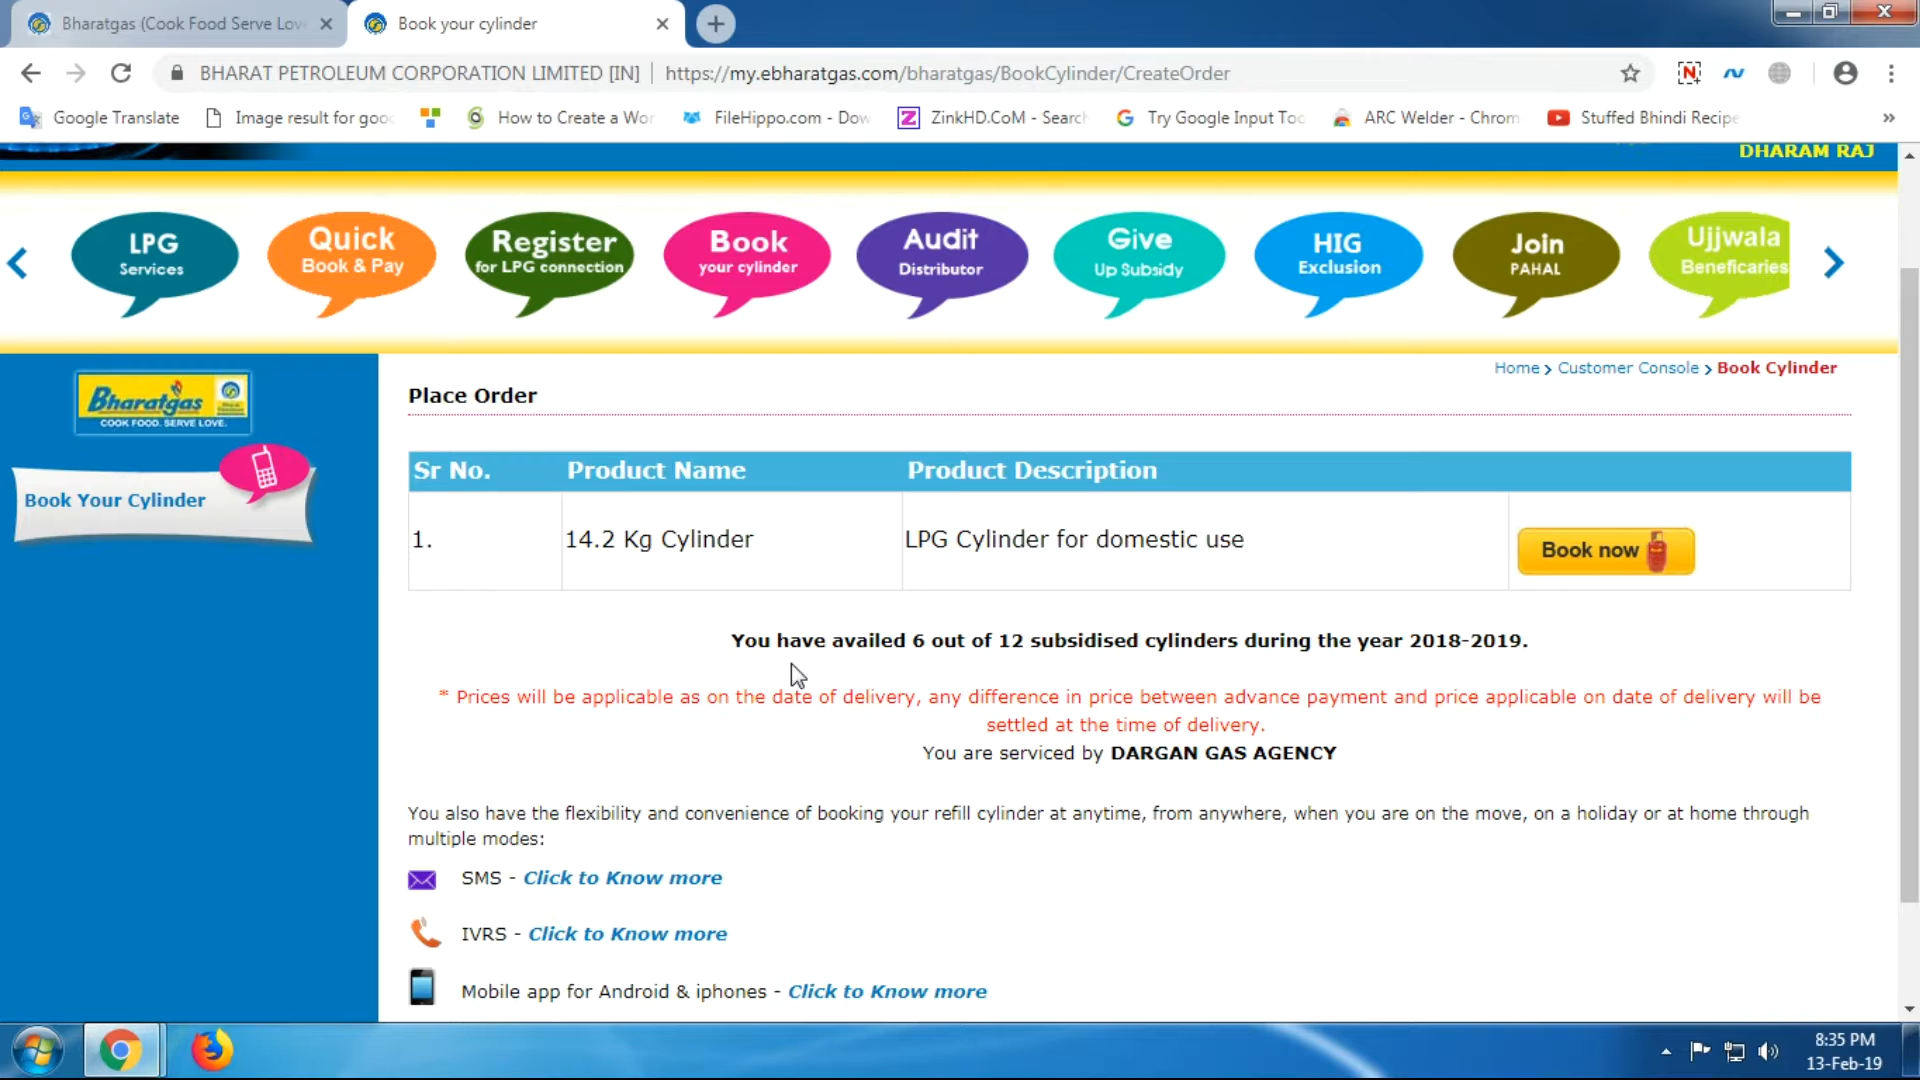 Bharatgas (Cook Food Serve Lov
Book your cylinder
BHARAT PETROLEUM CORPORATION LIMITED [IN] | https://my.ebharatgas.com/bharatgas/BookCylinder/CreateOrder
Google Translate
Image result for goo
How to Create a Wor
FileHippo.com - Dow
ZinkHD.CoM - Search
Try Google Input Too
ARC Welder - Chrom
Stuffed Bhindi Recipe
»
DHARAM RAJ
LPG
Services
Quick
Book & Pay
Register
for LPG connection
Book
your cylinder
Audit
Distributor
Give
Up Subsidy
HIG
Exclusion
Join
PAHAL
Ujjwala
Beneficaries
Bharatgas
COOK FOOD. SERVE LOVE.
Book Your Cylinder
Home > Customer Console > Book Cylinder
Place Order
Sr No. Product Name Product Description
1. 14.2 Kg Cylinder LPG Cylinder for domestic use Book now
You have availed 6 out of 12 subsidised cylinders during the year 2018-2019.
* Prices will be applicable as on the date of delivery, any difference in price between advance payment and price applicable on date of delivery will be
settled at the time of delivery.
You are serviced by DARGAN GAS AGENCY
You also have the flexibility and convenience of booking your refill cylinder at anytime, from anywhere, when you are on the move, on a holiday or at home through
multiple modes:
SMS - Click to Know more
IVRS - Click to Know more
Mobile app for Android & iphones - Click to Know more
8:35 PM
13-Feb-19